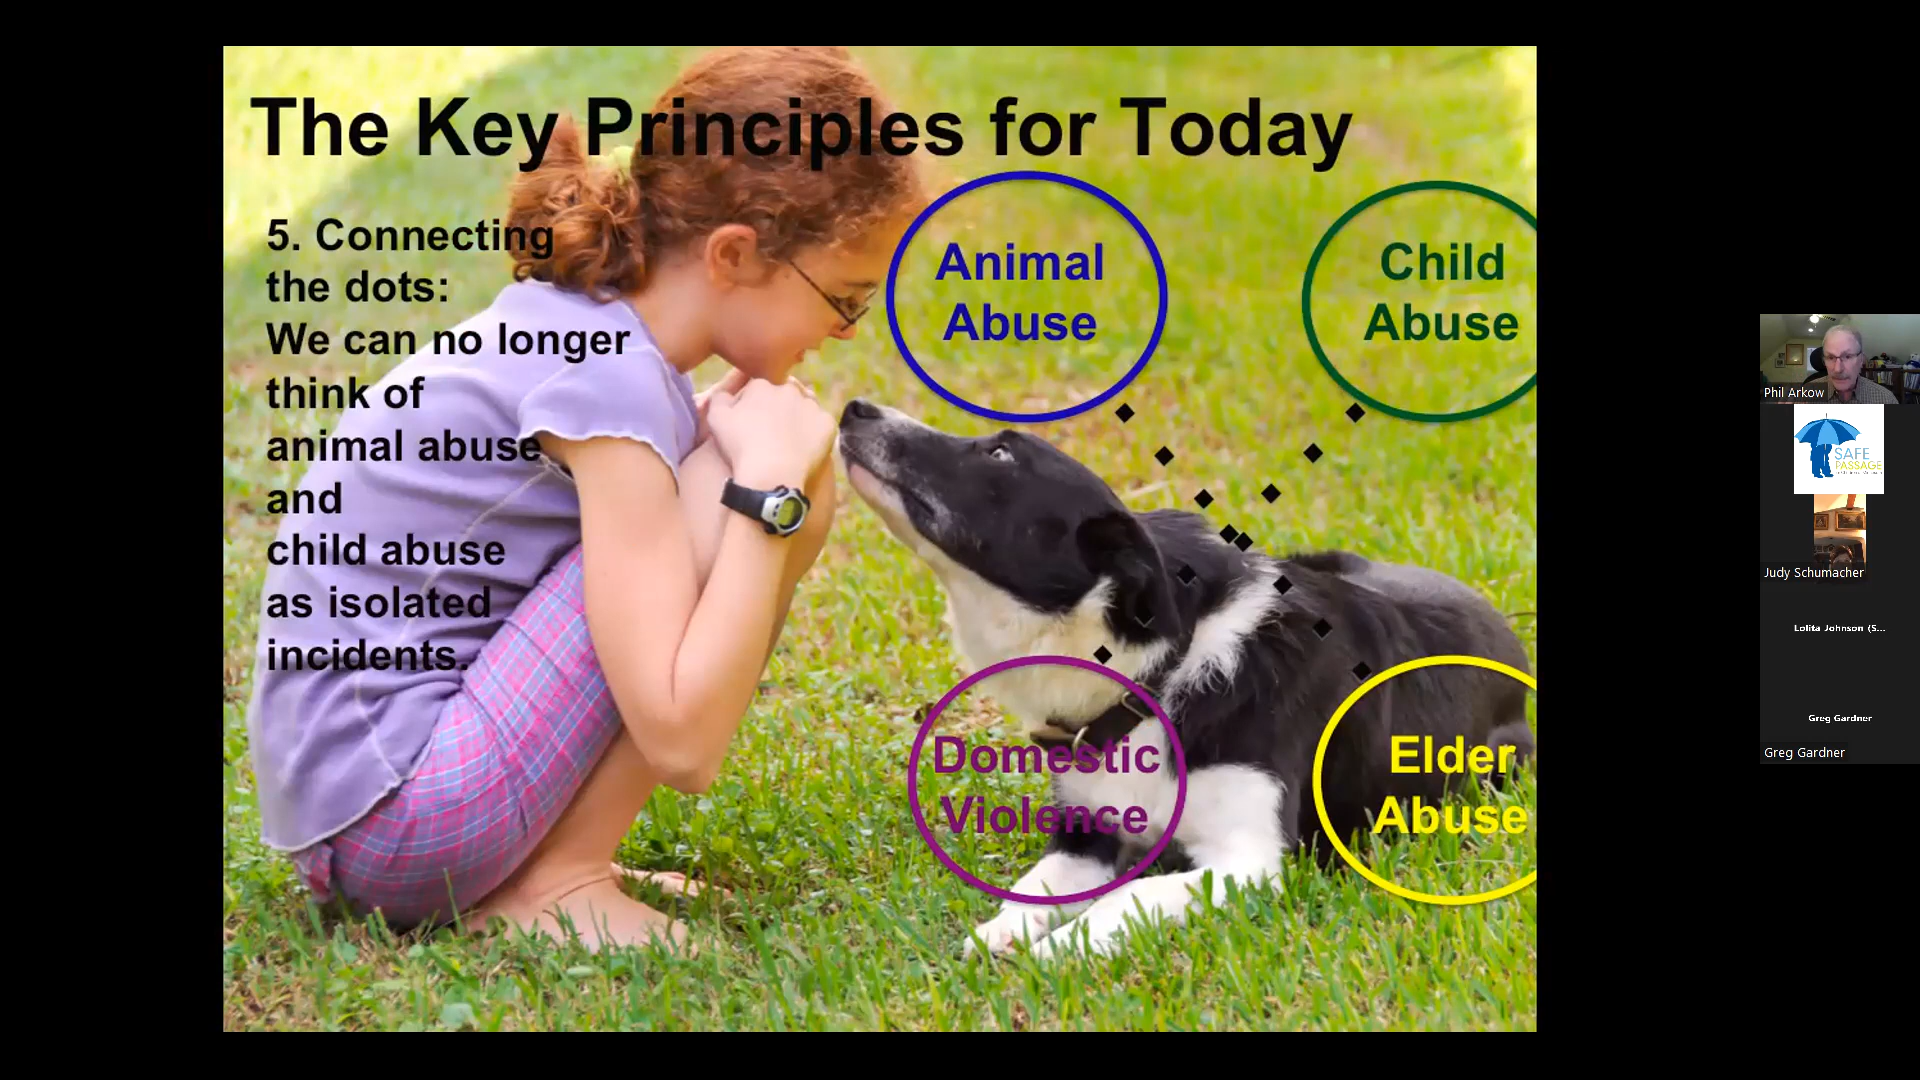 The Key Principles for Today
5. Connecting
the dots:
We can no longer
think of
animal abuse
and
child abuse
as isolated
incidents.
Animal
Abuse
Child
Abuse
Domestic
Violence
Elder
Abuse
Phil Arkow
SAFE
PASSAGE
Judy Schumacher
Lolita Johnson (S...
Greg Gardner
Greg Gardner